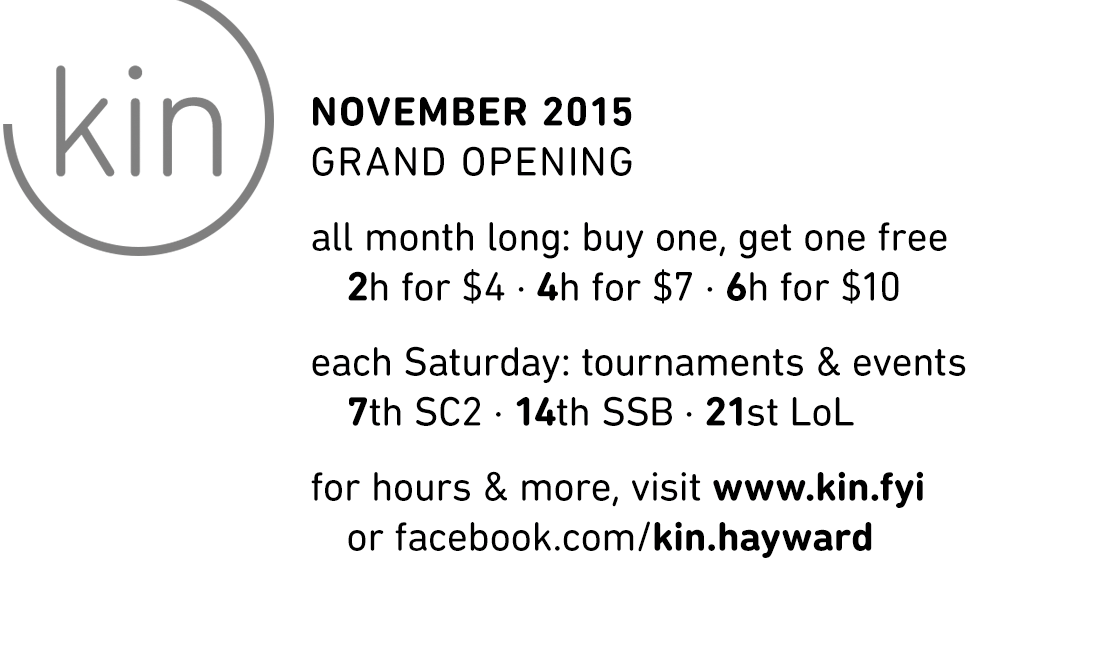 kin
NOVEMBER 2015
GRAND OPENING
all month long: buy one, get one free
2h for $4 · 4h for $7 · 6h for $10
each Saturday: tournaments & events
7th SC2 · 14th SSB · 21st LoL
for hours & more, visit www.kin.fyi
or facebook.com/kin.hayward